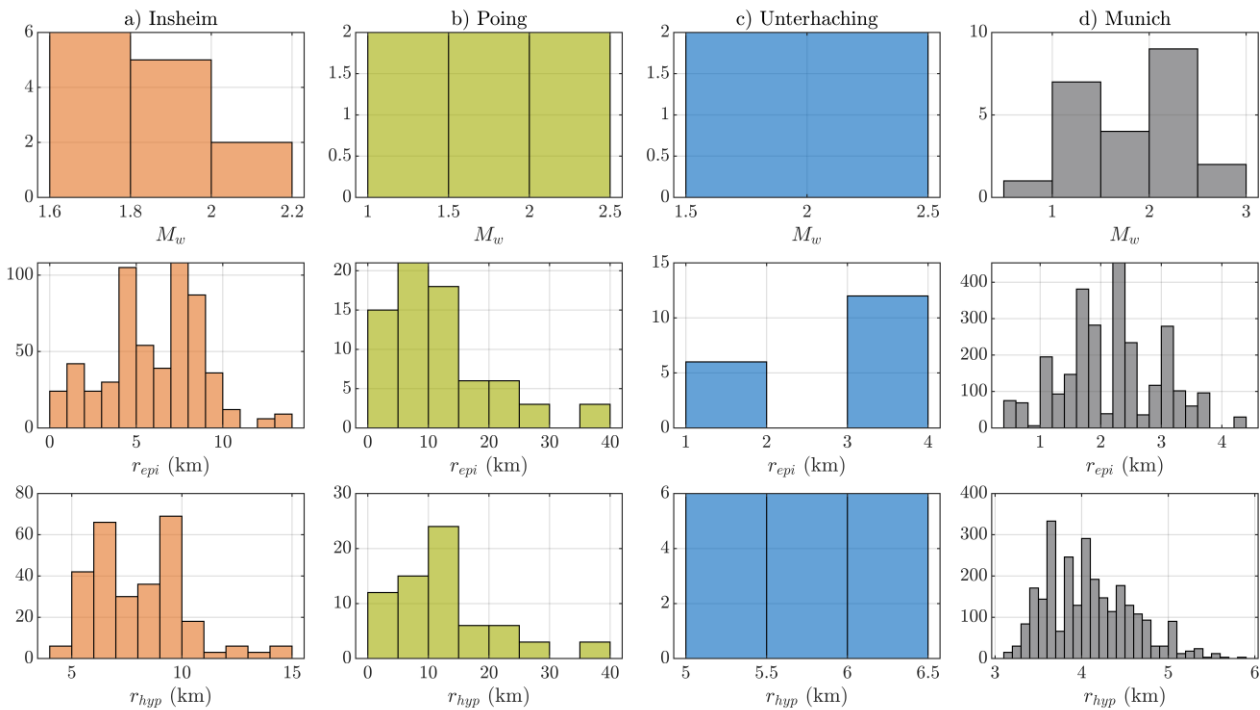 a) Insheim
b) Poing
c) Unterhaching
d) Munich
6
4
2
0
1.6 1.8 2 2.2
M_w
2
1.5
1
0.5
0
1 1.5 2 2.5
M_w
2
1.5
1
0.5
0
1.5 2 2.5
M_w
10
5
0
1 2 3
M_w
100
50
0
0 5 10
r_epi (km)
20
15
10
5
0
0 10 20 30 40
r_epi (km)
15
10
5
0
1 2 3 4
r_epi (km)
400
300
200
100
0
1 2 3 4
r_epi (km)
80
60
40
20
0
5 10 15
r_hyp (km)
30
20
10
0
0 10 20 30 40
r_hyp (km)
6
4
2
0
5 5.5 6 6.5
r_hyp (km)
400
300
200
100
0
3 4 5 6
r_hyp (km)